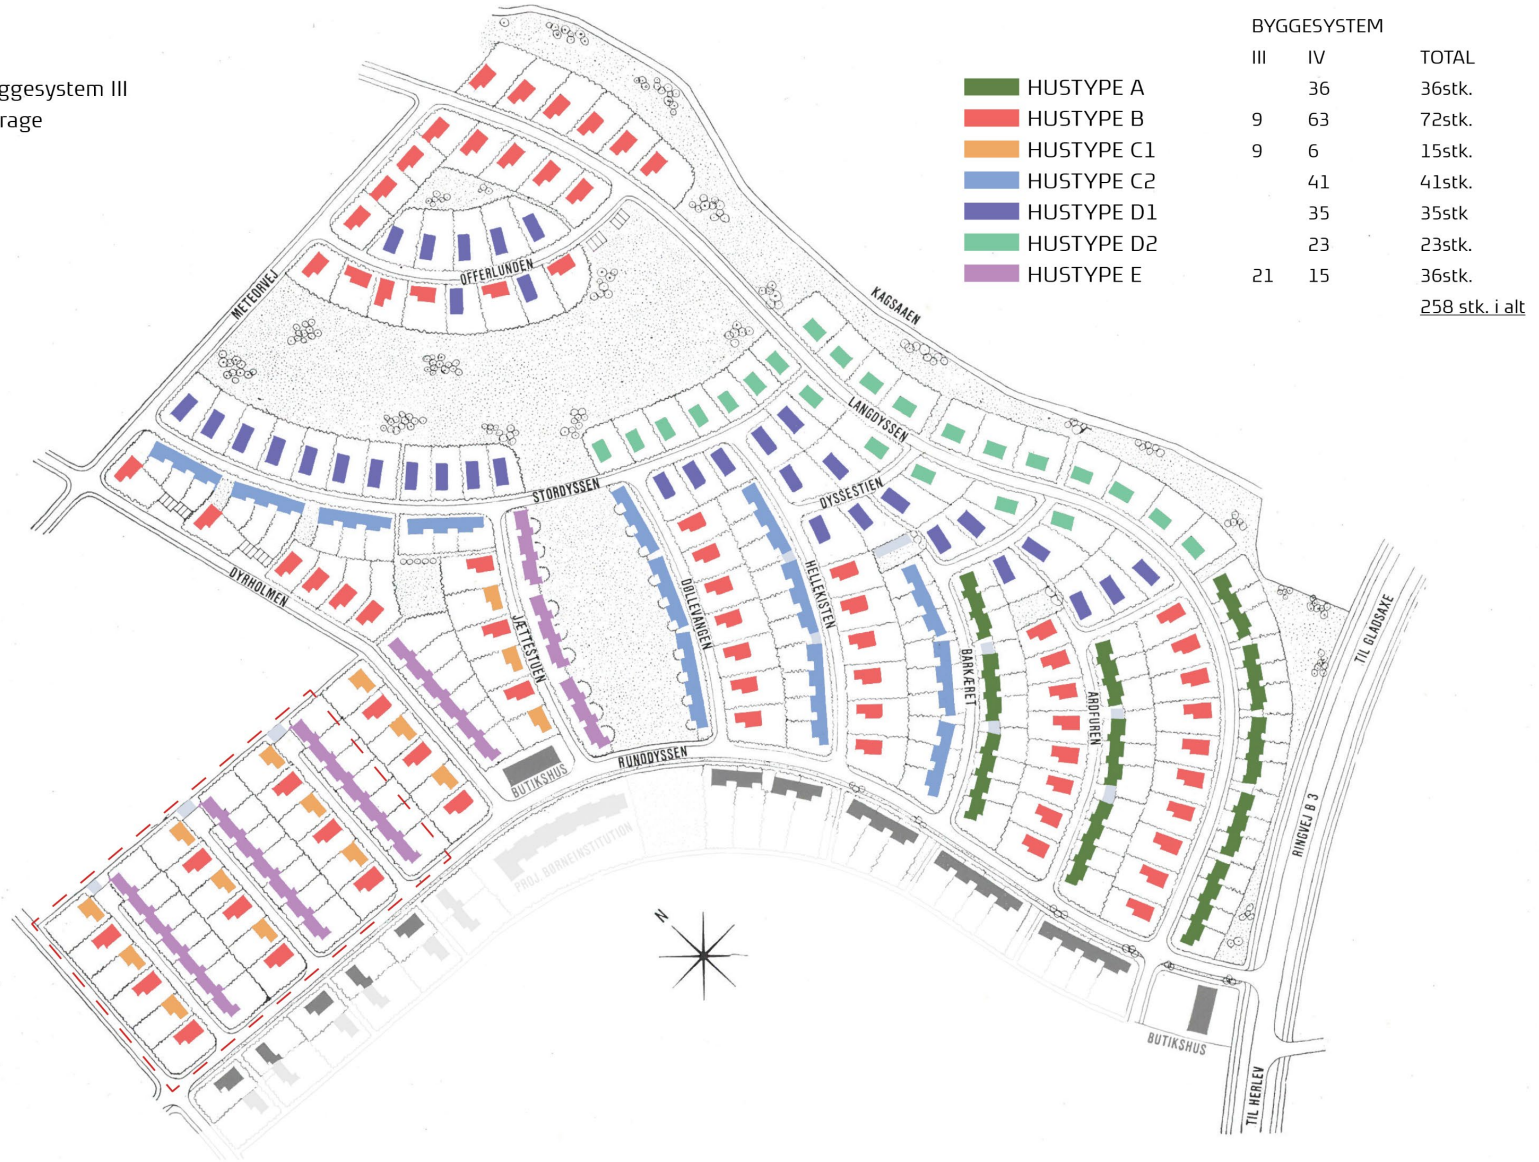 ggesystem III
rage
BYGGESYSTEM
III IV TOTAL
HUSTYPE A 36 36stk.
HUSTYPE B 9 63 72stk.
HUSTYPE C1 9 6 15stk.
HUSTYPE C2 41 41stk.
HUSTYPE D1 35 35stk
HUSTYPE D2 23 23stk.
HUSTYPE E 21 15 36stk.
258 stk. i alt
METEORVEJ
OFFERLUNDEN
KAGSAAEN
LANGDYSSEN
STORDYSSEN
DYSSESTIEN
DYRHOLMEN
JÆTTESTUEN
DØLLEVANGEN
HELLEKISTEN
BARKÆRET
ARDFUREN
TIL GLADSAXE
RINGVEJ B 3
RUNDDYSSEN
BUTIKSHUS
PROJ. BØRNEINSTITUTION
N
BUTIKSHUS
TIL HERLEV